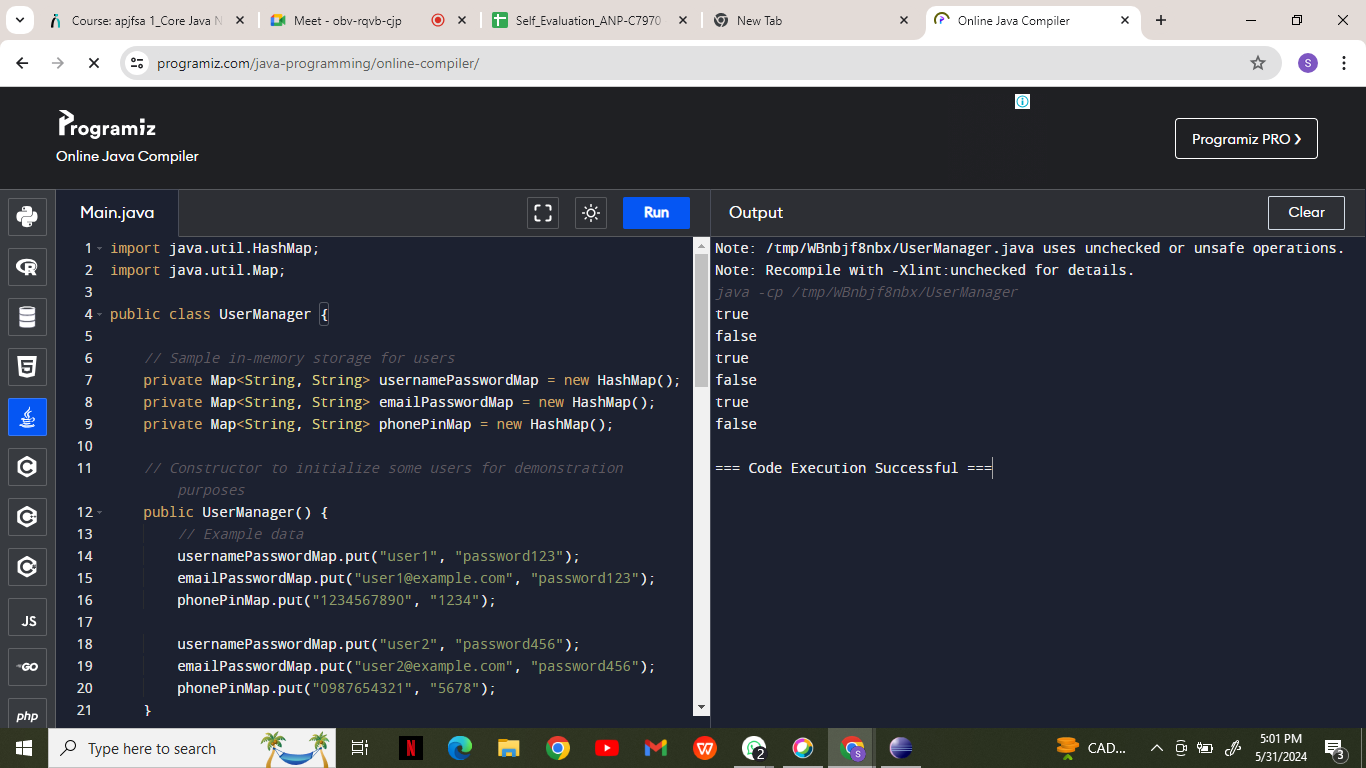 Course: apjfsa 1_Core Java N
Meet - obv-rqvb-cjp
Self_Evaluation_ANP-C7970
New Tab
Online Java Compiler
programiz.com/java-programming/online-compiler/
S
Programiz
Online Java Compiler
Programiz PRO
Main.java
Run
Output
Clear
1 import java.util.HashMap;
2 import java.util.Map;
3
4 public class UserManager {
5
6 // Sample in-memory storage for users
7 private Map<String, String> usernamePasswordMap = new HashMap();
8 private Map<String, String> emailPasswordMap = new HashMap();
9 private Map<String, String> phonePinMap = new HashMap();
10
11 // Constructor to initialize some users for demonstration
purposes
12 public UserManager() {
13 // Example data
14 usernamePasswordMap.put("user1", "password123");
15 emailPasswordMap.put("user1@example.com", "password123");
16 phonePinMap.put("1234567890", "1234");
17
18 usernamePasswordMap.put("user2", "password456");
19 emailPasswordMap.put("user2@example.com", "password456");
20 phonePinMap.put("0987654321", "5678");
21 }
Note: /tmp/WBnbjf8nbx/UserManager.java uses unchecked or unsafe operations.
Note: Recompile with -Xlint:unchecked for details.
java -cp /tmp/WBnbjf8nbx/UserManager
true
false
true
false
true
false
=== Code Execution Successful ===
JS
GO
php
Type here to search
N
W
2
S
CAD...
5:01 PM
5/31/2024
3